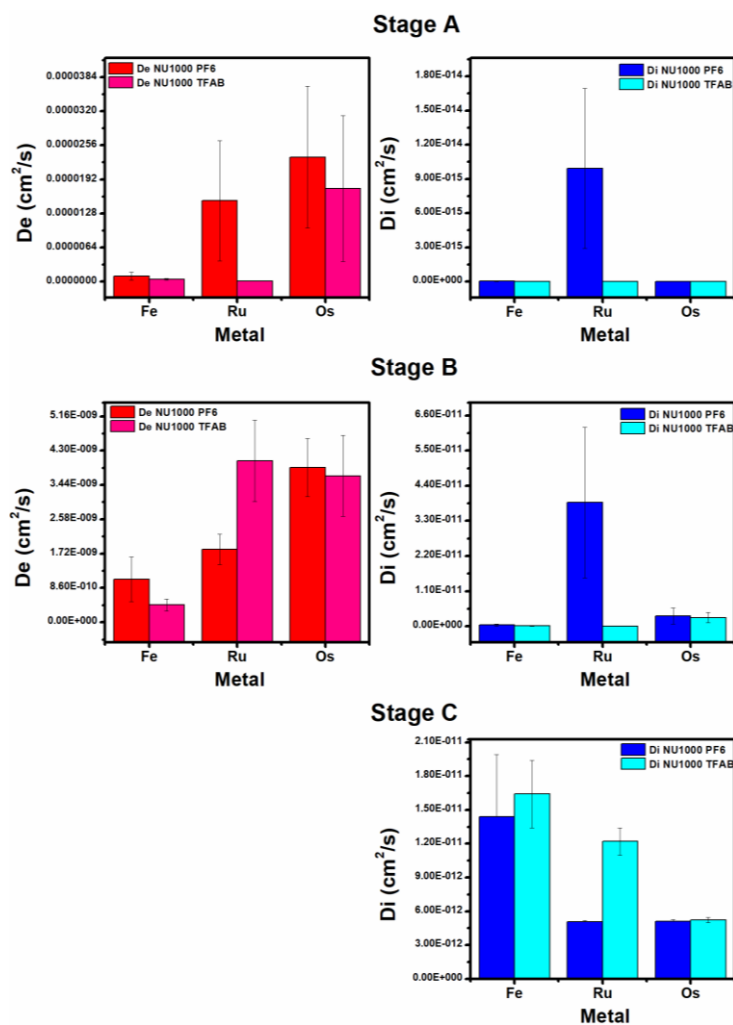 Stage A
De NU1000 PF6
De NU1000 TFAB
De (cm²/s)
0.0000384
0.0000320
0.0000256
0.0000192
0.0000128
0.0000064
0.0000000
Fe Ru Os
Metal
Di NU1000 PF6
Di NU1000 TFAB
Di (cm²/s)
1.80E-014
1.50E-014
1.20E-014
9.00E-015
6.00E-015
3.00E-015
0.00E+000
Fe Ru Os
Metal
Stage B
De NU1000 PF6
De NU1000 TFAB
De (cm²/s)
5.16E-009
4.30E-009
3.44E-009
2.58E-009
1.72E-009
8.60E-010
0.00E+000
Fe Ru Os
Metal
Di NU1000 PF6
Di NU1000 TFAB
Di (cm²/s)
6.60E-011
5.50E-011
4.40E-011
3.30E-011
2.20E-011
1.10E-011
0.00E+000
Fe Ru Os
Metal
Stage C
Di NU1000 PF6
Di NU1000 TFAB
Di (cm²/s)
2.10E-011
1.80E-011
1.50E-011
1.20E-011
9.00E-012
6.00E-012
3.00E-012
0.00E+000
Fe Ru Os
Metal